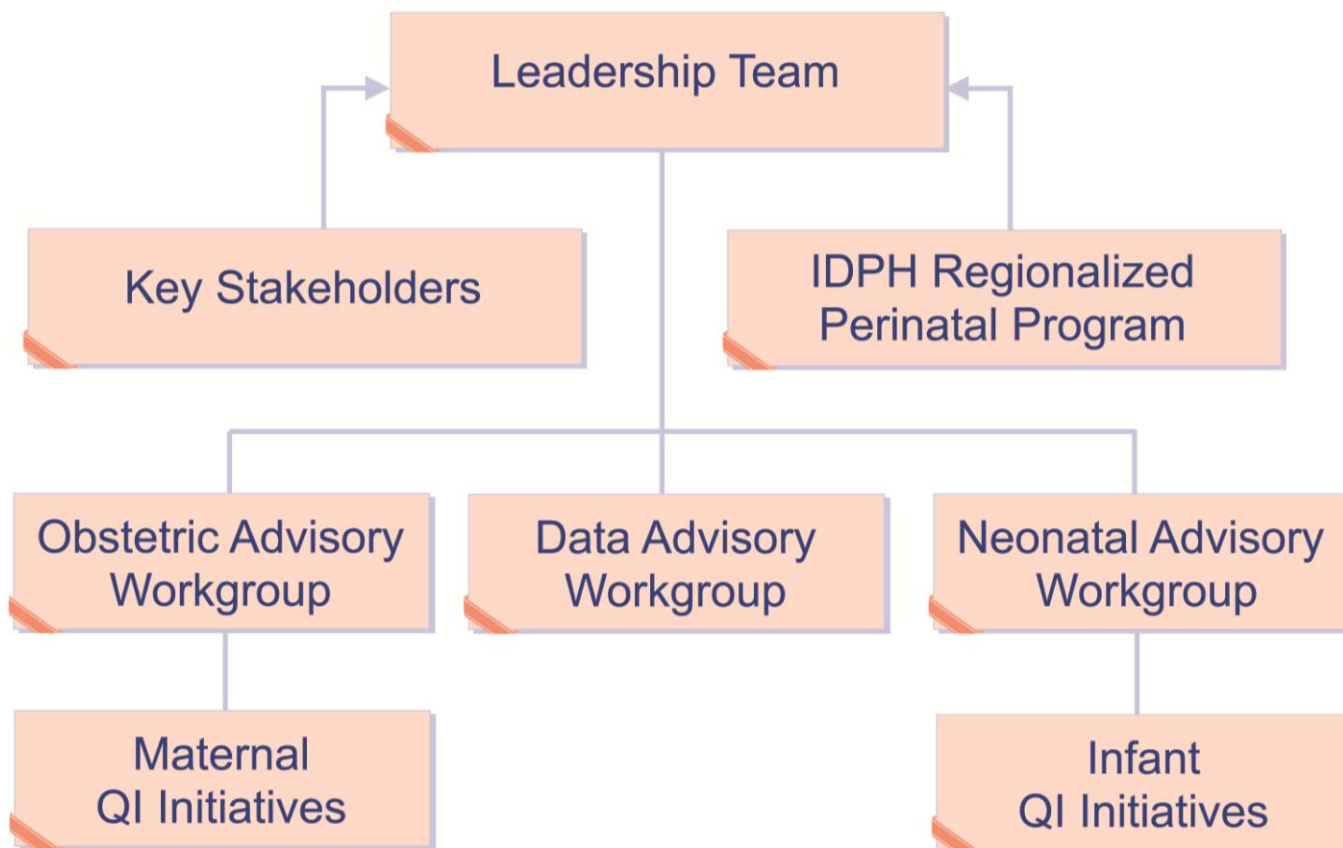 Leadership Team
Key Stakeholders
IDPH Regionalized
Perinatal Program
Obstetric Advisory
Workgroup
Data Advisory
Workgroup
Neonatal Advisory
Workgroup
Maternal
QI Initiatives
Infant
QI Initiatives